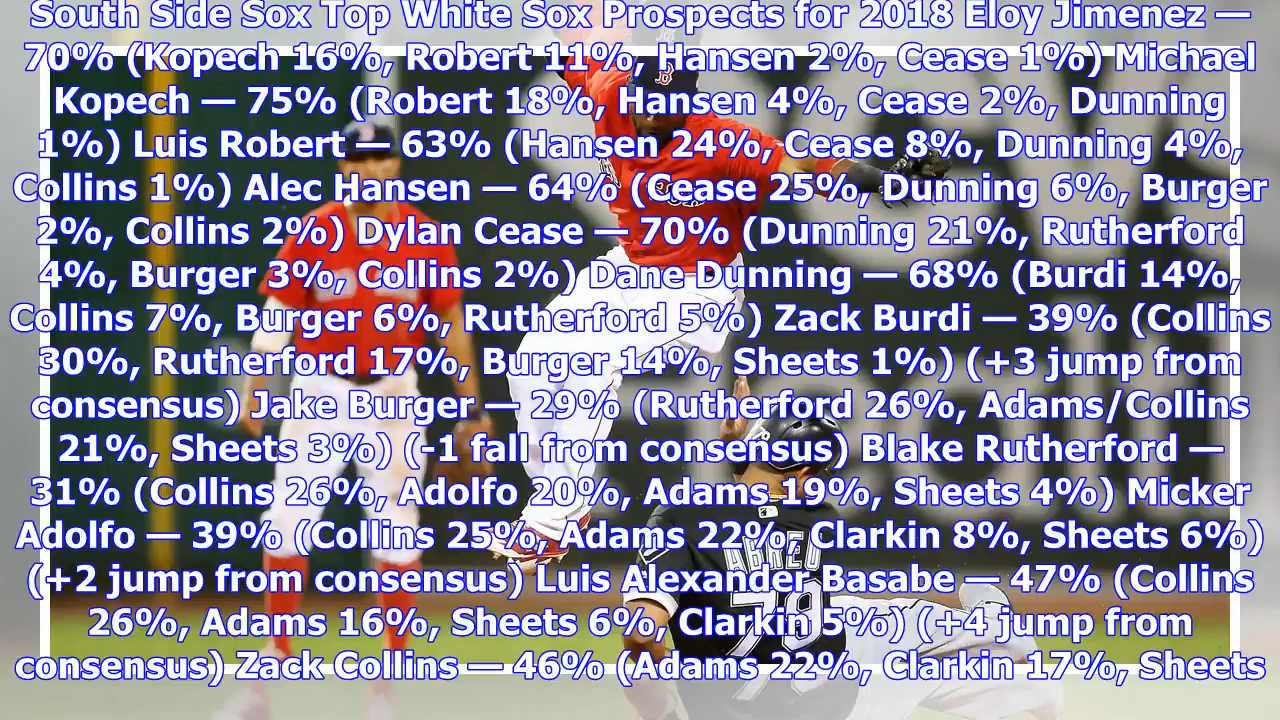 South Side Sox Top White Sox Prospects for 2018 Eloy Jimenez —
70% (Kopech 16%, Robert 11%, Hansen 2%, Cease 1%) Michael
Kopech — 75% (Robert 18%, Hansen 4%, Cease 2%, Dunning
1%) Luis Robert — 63% (Hansen 24%, Cease 8%, Dunning 4%,
Collins 1%) Alec Hansen — 64% (Cease 25%, Dunning 6%, Burger
2%, Collins 2%) Dylan Cease — 70% (Dunning 21%, Rutherford
4%, Burger 3%, Collins 2%) Dane Dunning — 68% (Burdi 14%,
Collins 7%, Burger 6%, Rutherford 5%) Zack Burdi — 39% (Collins
30%, Rutherford 17%, Burger 14%, Sheets 1%) (+3 jump from
consensus) Jake Burger — 29% (Rutherford 26%, Adams/Collins
21%, Sheets 3%) (-1 fall from consensus) Blake Rutherford —
31% (Collins 26%, Adolfo 20%, Adams 19%, Sheets 4%) Micker
Adolfo — 39% (Collins 25%, Adams 22%, Clarkin 8%, Sheets 6%)
(+2 jump from consensus) Luis Alexander Basabe — 47% (Collins
26%, Adams 16%, Sheets 6%, Clarkin 5%) (+4 jump from
consensus) Zack Collins — 46% (Adams 22%, Clarkin 17%, Sheets
B
ABREU
79